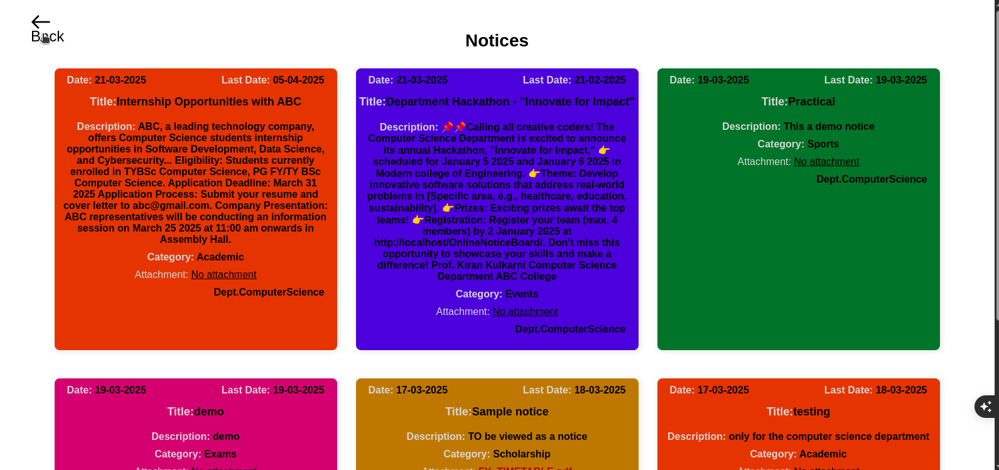 Back
Notices
Date: 21-03-2025 Last Date: 05-04-2025
Title:Internship Opportunities with ABC
Description: ABC, a leading technology company,
offers Computer Science students internship
opportunities in Software Development, Data Science,
and Cybersecurity... Eligibility: Students currently
enrolled in TYBSc Computer Science, PG FY/TY BSc
Computer Science. Application Deadline: March 31
2025 Application Process: Submit your resume and
cover letter to abc@gmail.com. Company Presentation:
ABC representatives will be conducting an information
session on March 25 2025 at 11:00 am onwards in
Assembly Hall.
Category: Academic
Attachment: No attachment
Dept.ComputerScience
Date: 21-03-2025 Last Date: 21-02-2025
Title:Department Hackathon - "Innovate for Impact"
Description: 📌📌Calling all creative coders! The
Computer Science Department is excited to announce
its annual Hackathon, "Innovate for Impact," 👉
scheduled for January 5 2025 and January 6 2025 in
Modern college of Engineering. 👉Theme: Develop
innovative software solutions that address real-world
problems in [Specific area, e.g., healthcare, education,
sustainability]. 👉Prizes: Exciting prizes await the top
teams! 👉Registration: Register your team (max. 4
members) by 2 January 2025 at
http://localhost/OnlineNoticeBoard/. Don't miss this
opportunity to showcase your skills and make a
difference! Prof. Kiran Kulkarni Computer Science
Department ABC College
Category: Events
Attachment: No attachment
Dept.ComputerScience
Date: 19-03-2025 Last Date: 19-03-2025
Title:Practical
Description: This a demo notice
Category: Sports
Attachment: No attachment
Dept.ComputerScience
Date: 19-03-2025 Last Date: 19-03-2025
Title:demo
Description: demo
Category: Exams
Attachment: No attachment
Date: 17-03-2025 Last Date: 18-03-2025
Title:Sample notice
Description: TO be viewed as a notice
Category: Scholarship
Attachment: FY_TIMETABLE.pdf
Date: 17-03-2025 Last Date: 18-03-2025
Title:testing
Description: only for the computer science department
Category: Academic
Attachment: No attachment